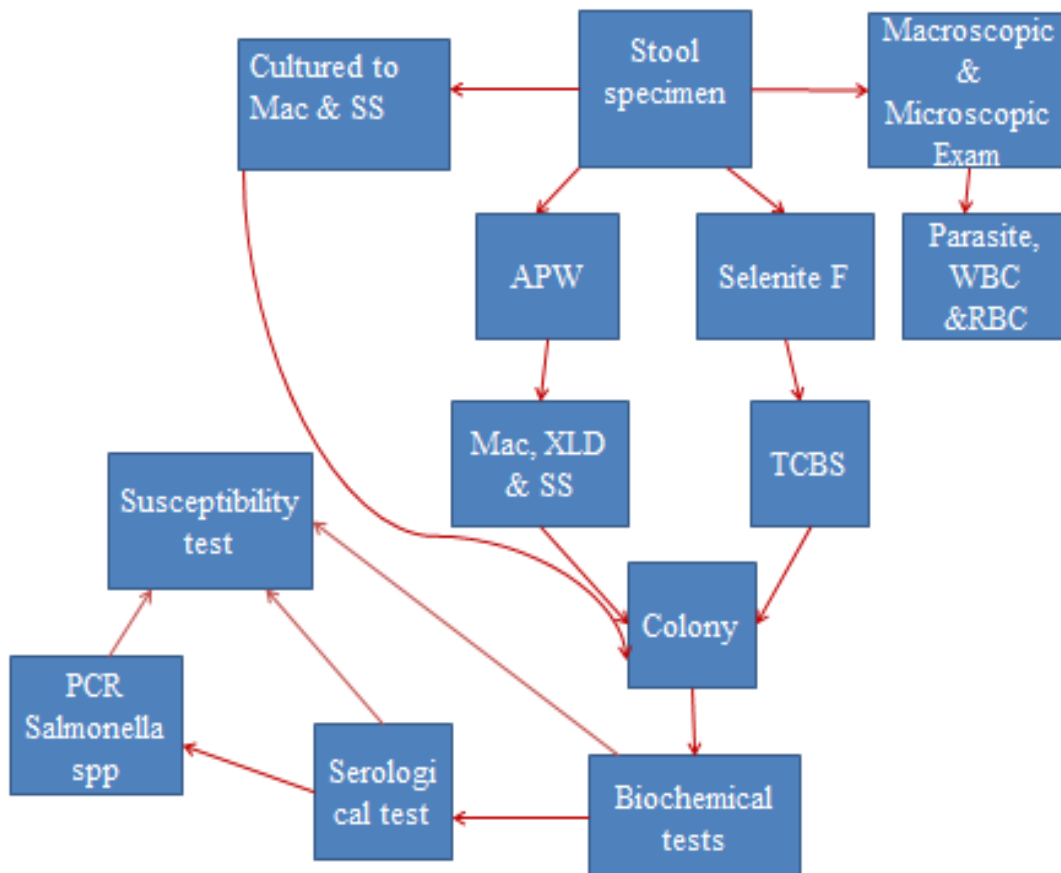 Cultured to
Mac & SS
Stool
specimen
Macroscopic
&
Microscopic
Exam
APW
Selenite F
Parasite,
WBC
&RBC
Mac, XLD
& SS
TCBS
Susceptibility
test
Colony
PCR
Salmonella
spp
Serologi
cal test
Biochemical
tests